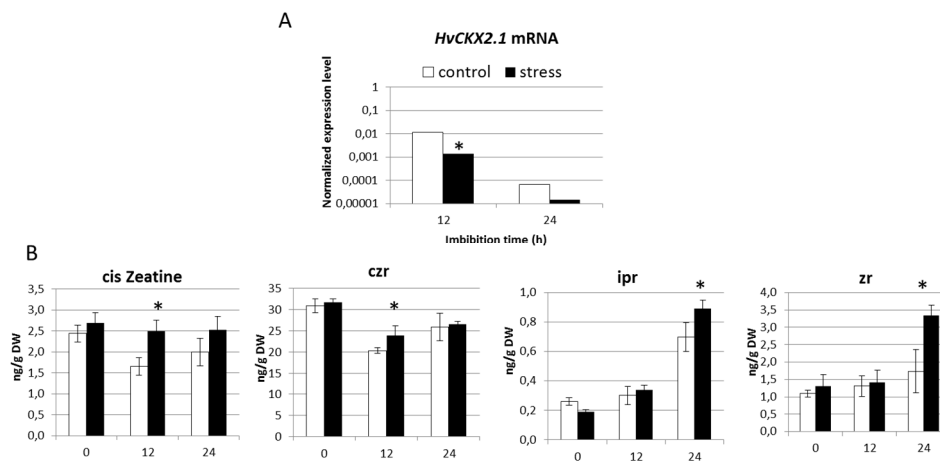 A
HvCKX2.1 mRNA
control stress
Normalized expression level
1
0,1
0,01
0,001
0,0001
0,00001
*
12 24
Imbibition time (h)
B
cis Zeatine
ng/g DW
3,5
3,0
2,5
2,0
1,5
1,0
0,5
0,0
*
0 12 24
czr
ng/g DW
35
30
25
20
15
10
5
0
*
0 12 24
ipr
ng/g DW
1,0
0,8
0,6
0,4
0,2
0,0
*
0 12 24
zr
ng/g DW
4,0
3,5
3,0
2,5
2,0
1,5
1,0
0,5
0,0
*
0 12 24